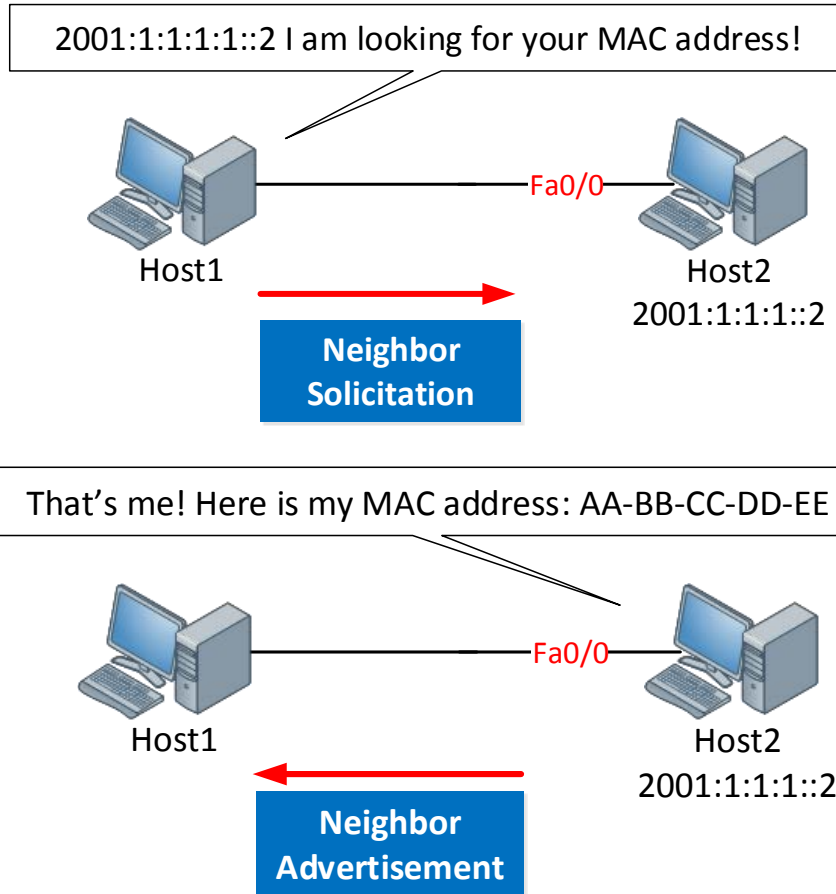 2001:1:1:1:1::2 I am looking for your MAC address!
Fa0/0
Host1
Host2
2001:1:1:1::2
Neighbor
Solicitation
That's me! Here is my MAC address: AA-BB-CC-DD-EE
Fa0/0
Host1
Host2
2001:1:1:1::2
Neighbor
Advertisement